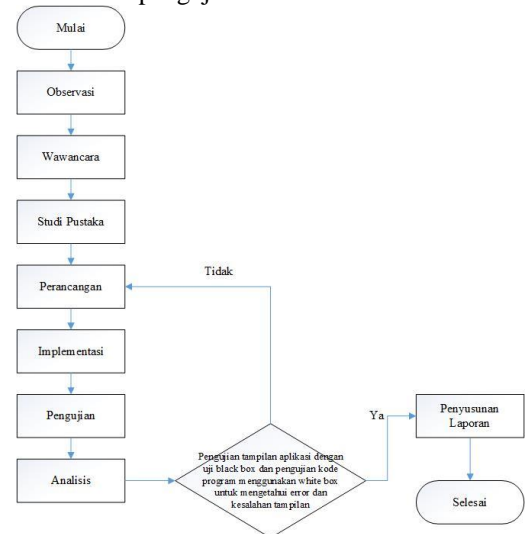 Mulai
Observasi
Wawancara
Studi Pustaka
Tidak
Perancangan
Implementasi
Pengujian
Analisis
Pengujian tampilan aplikasi dengan
uji black box dan pengujian kode
program menggunakan white box
untuk mengetahui error dan
kesalahan tampilan
Ya
Penyusunan
Laporan
Selesai